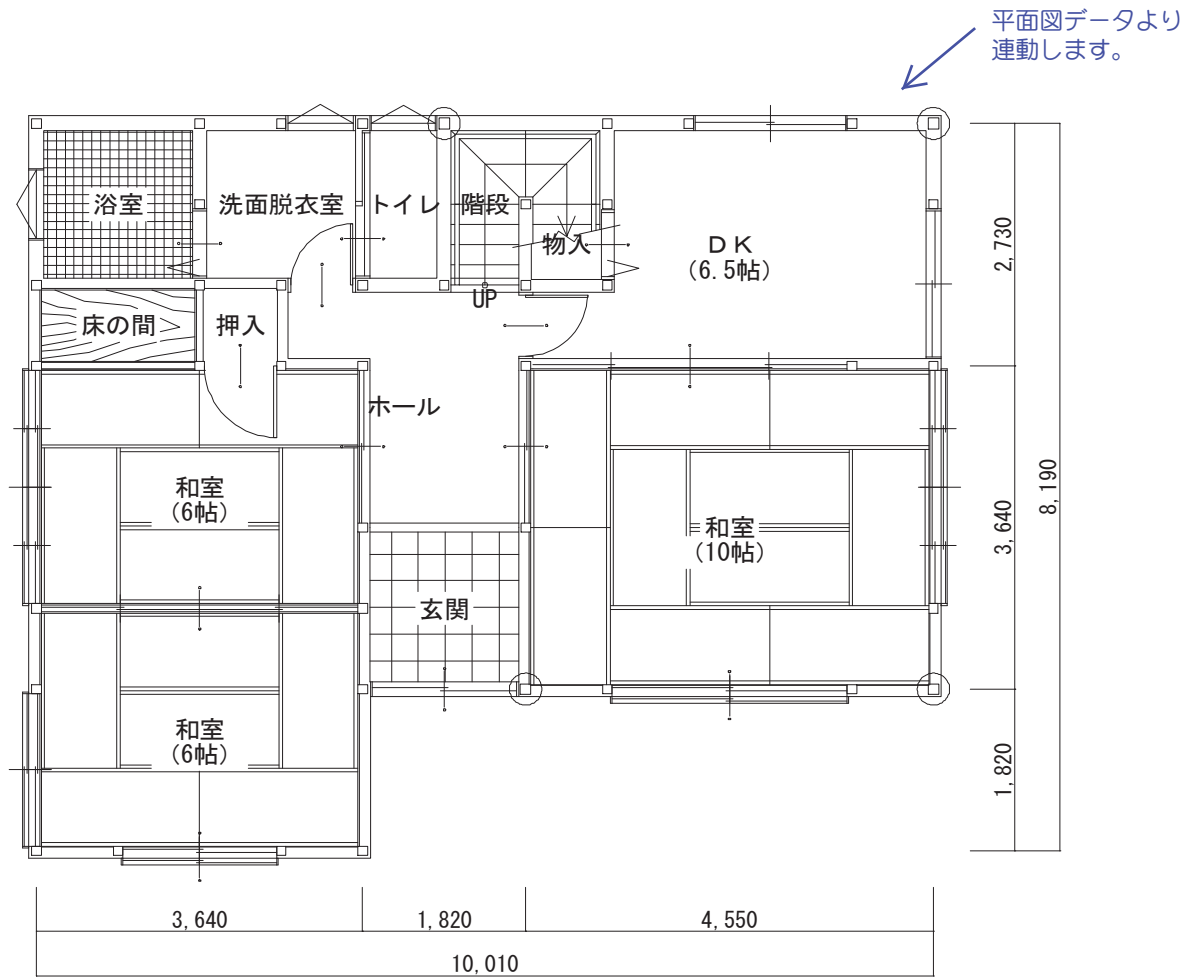 平面図データより
連動します。
浴室
洗面脱衣室
トイレ
階段
物入
ＤＫ
(6.5帖)
UP
床の間
押入
ホール
和室
(6帖)
和室
(10帖)
玄関
和室
(6帖)
2,730
3,640
8,190
1,820
3,640
1,820
4,550
10,010